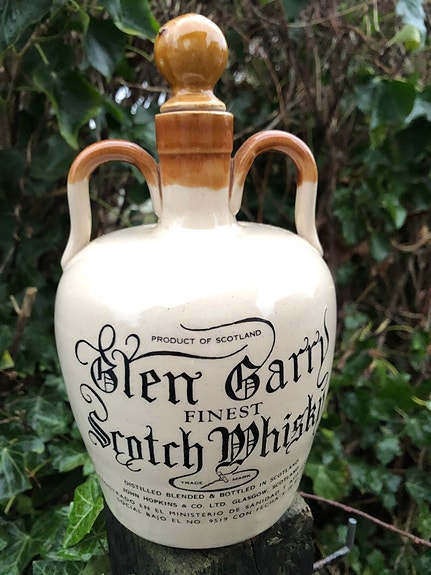 PRODUCT OF SCOTLAND
Glen Garry
FINEST
Scotch Whisky
TRADE MARK
DISTILLED BLENDED & BOTTLED IN SCOTLAND
JOHN HOPKINS & CO. LTD. GLASGOW, SCOTLAND
EN EL MINISTERIO DE SANIDAD Y
SOCIAL BAJO EL NO. 9519 CON FECHA